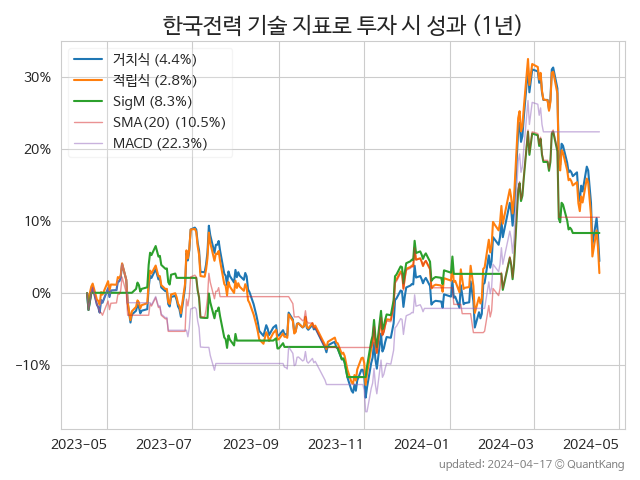 한국전력 기술 지표로 투자 시 성과 (1년)
거치식 (4.4%)
적립식 (2.8%)
SigM (8.3%)
SMA(20) (10.5%)
MACD (22.3%)
30%
20%
10%
0%
−10%
2023-05 2023-07 2023-09 2023-11 2024-01 2024-03 2024-05
updated: 2024-04-17 © QuantKang